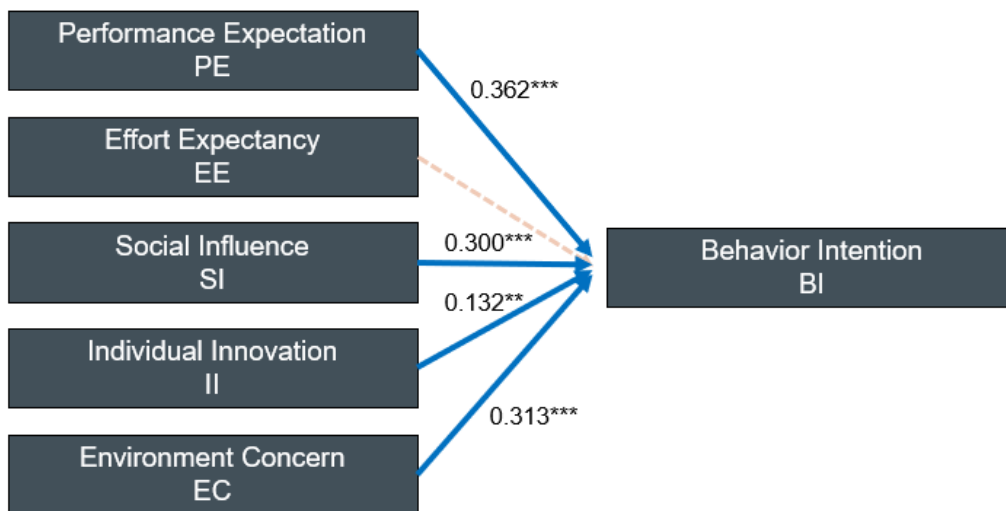 Performance Expectation
PE
0.362***
Effort Expectancy
EE
Social Influence
SI
0.300***
Behavior Intention
BI
0.132**
Individual Innovation
II
0.313***
Environment Concern
EC